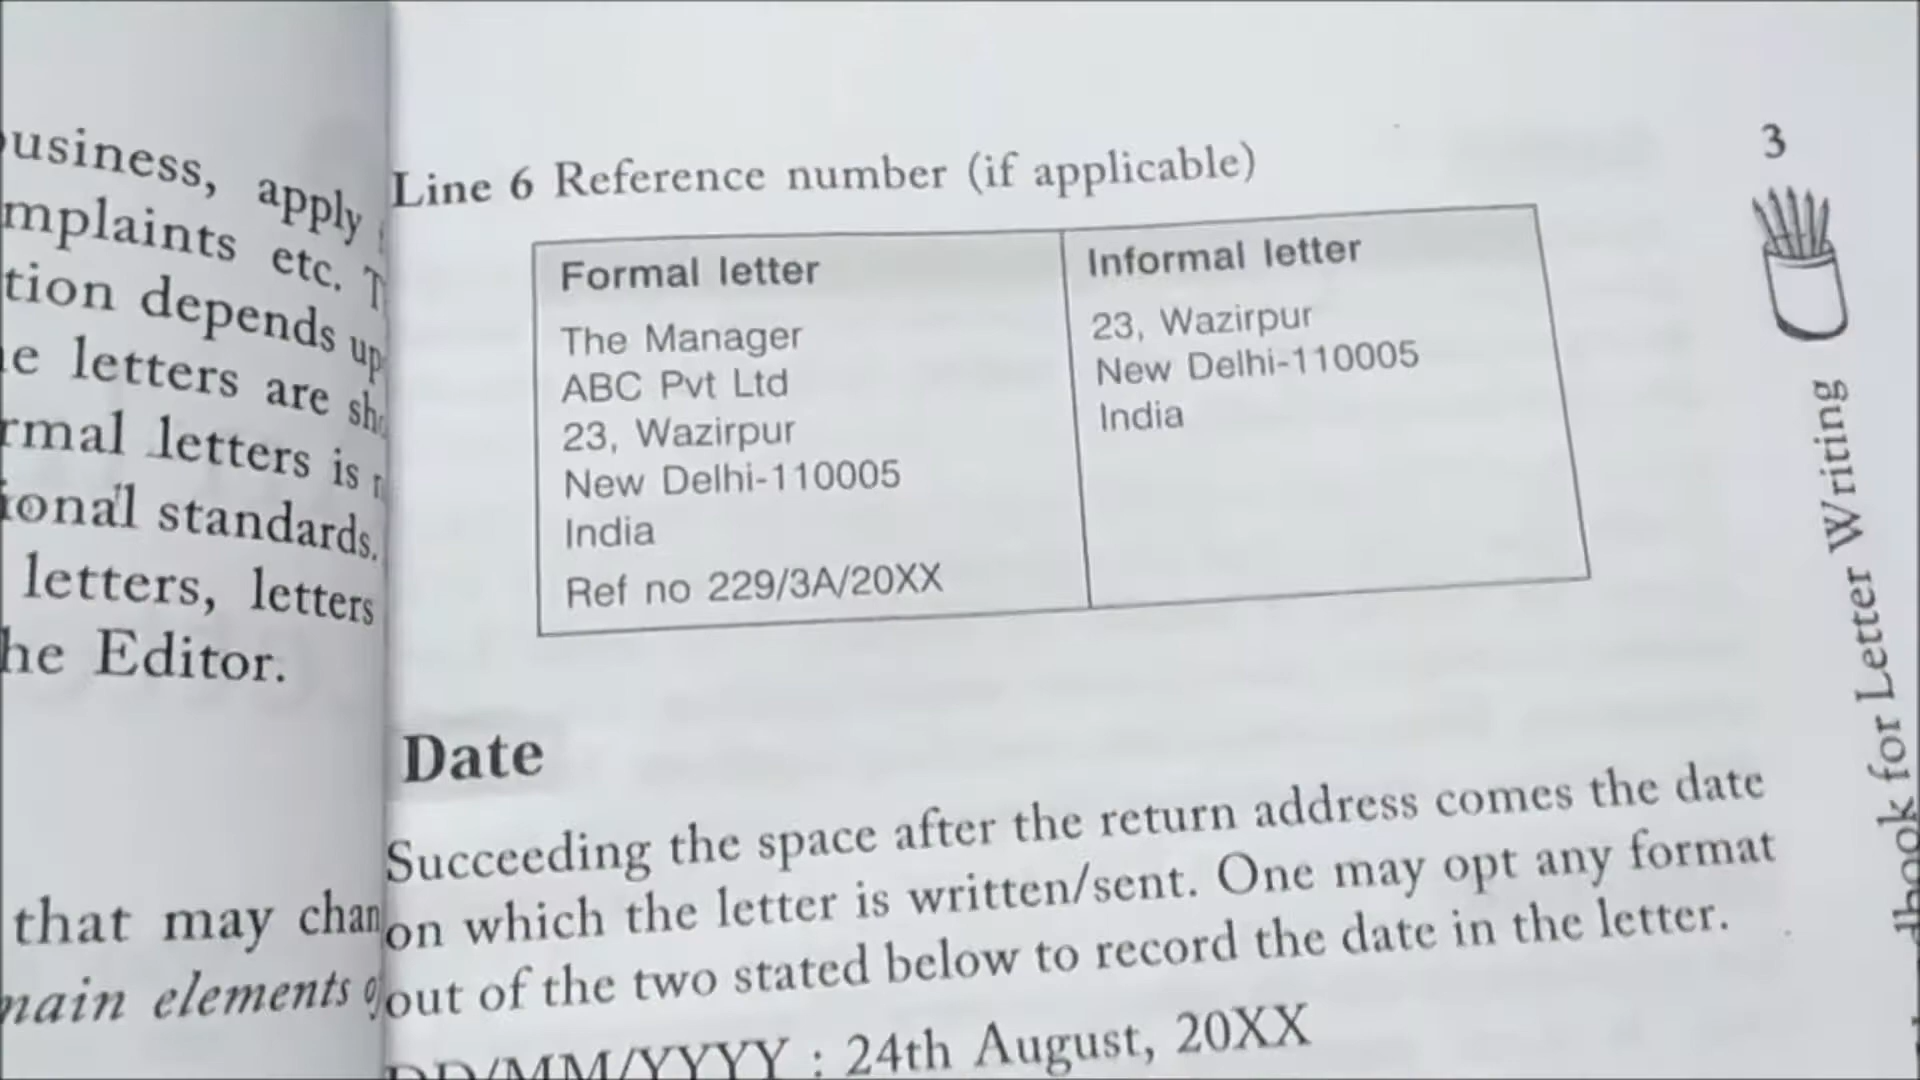 business, apply
mplaints etc.
tion depends
e letters are
rmal letters is
ional standards.
letters, letters
he Editor.
that may
main elements
3
Line 6 Reference number (if applicable)
Formal letter
The Manager
ABC Pvt Ltd
23, Wazirpur
New Delhi-110005
India
Ref no 229/3A/20XX
Informal letter
23, Wazirpur
New Delhi-110005
India
Date
Succeeding the space after the return address comes the date
on which the letter is written/sent. One may opt any format
out of the two stated below to record the date in the letter.
DD/MM/YYYY : 24th August, 20XX
dbook for Letter Writing